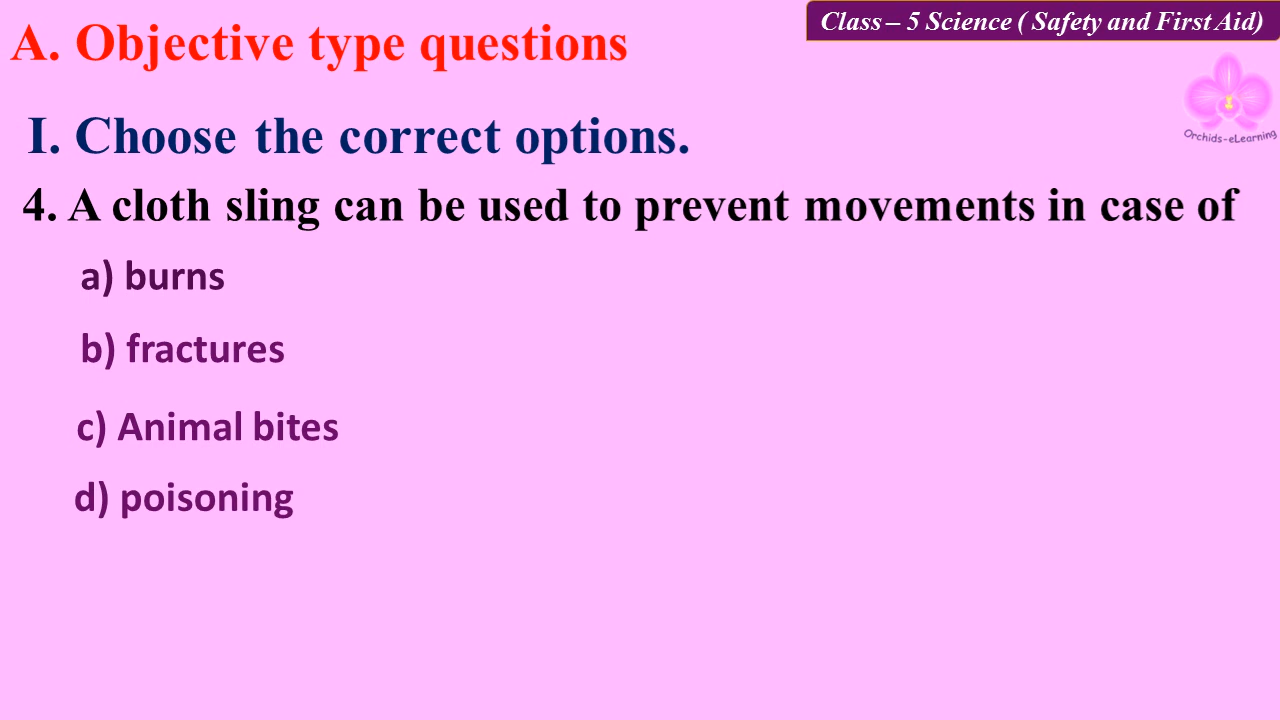 Class – 5 Science ( Safety and First Aid)
A. Objective type questions
Orchids-eLearning
I. Choose the correct options.
4. A cloth sling can be used to prevent movements in case of
a) burns
b) fractures
c) Animal bites
d) poisoning